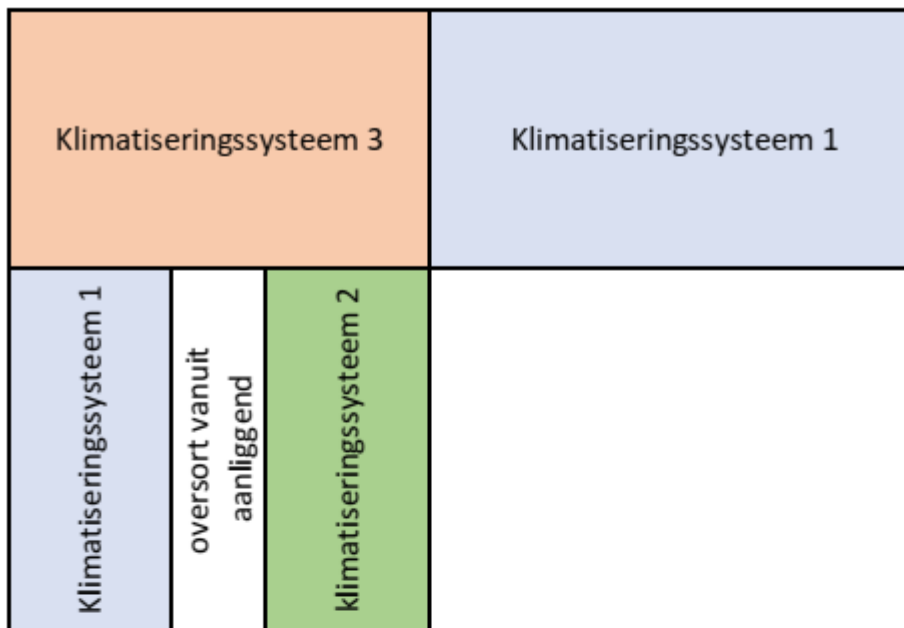 Klimatiseringssysteem 3
Klimatiseringssysteem 1
Klimatiseringssysteem 1
oversort vanuit
aanliggend
klimatiseringssysteem 2